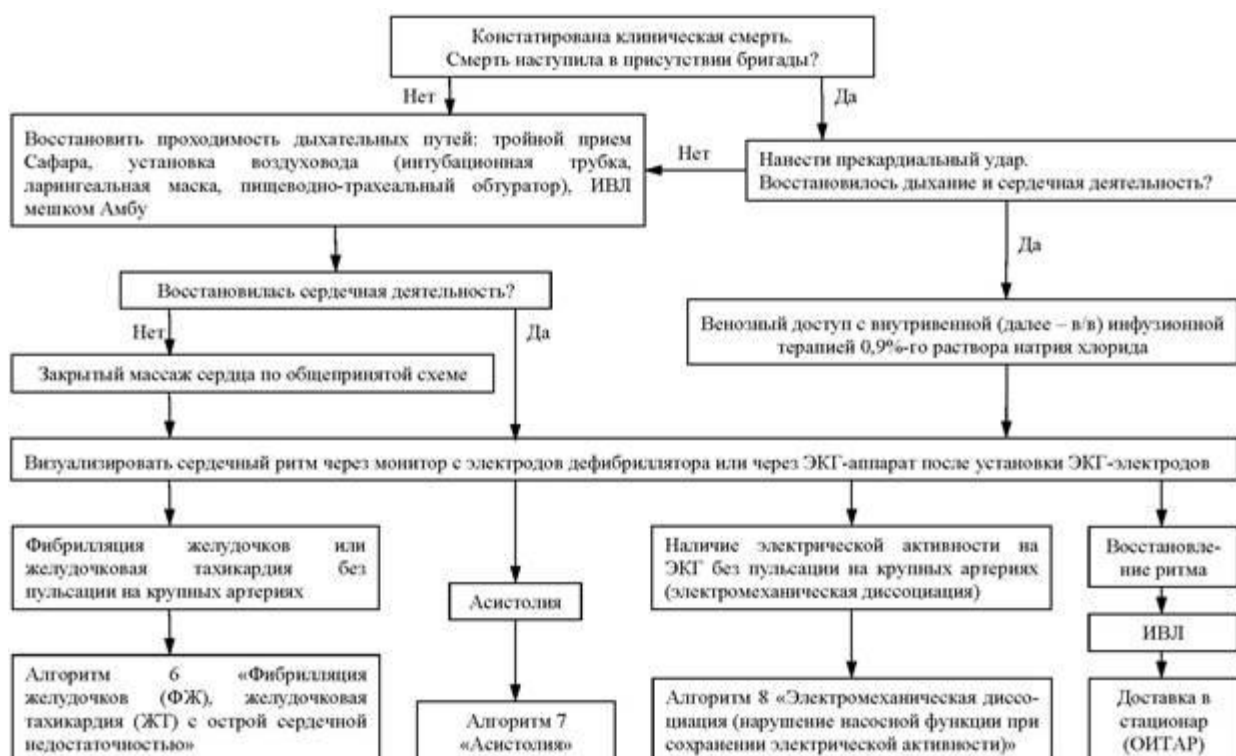 Констатирована клиническая смерть.
Смерть наступила в присутствии бригады?
Нет
Да
Восстановить проходимость дыхательных путей: тройной прием
Сафара, установка воздуховода (интубационная трубка,
ларингеальная маска, пищеводно-трахеальный обтуратор), ИВЛ
мешком Амбу
Нет
Нанести прекардиальный удар.
Восстановилось дыхание и сердечная деятельность?
Да
Восстановилась сердечная деятельность?
Нет
Да
Венозный доступ с внутривенной (далее – в/в) инфузионной
терапией 0,9%-го раствора натрия хлорида
Закрытый массаж сердца по общепринятой схеме
Визуализировать сердечный ритм через монитор с электродов дефибриллятора или через ЭКГ-аппарат после установки ЭКГ-электродов
Фибрилляция желудочков или
желудочковая тахикардия без
пульсации на крупных артериях
Асистолия
Наличие электрической активности на
ЭКГ без пульсации на крупных артериях
(электромеханическая диссоциация)
Восстановле-
ние ритма
ИВЛ
Алгоритм 6 «Фибрилляция
желудочков (ФЖ), желудочковая
тахикардия (ЖТ) с острой сердечной
недостаточностью»
Алгоритм 7
«Асистолия»
Алгоритм 8 «Электромеханическая диссо-
циация (нарушение насосной функции при
сохранении электрической активности)»
Доставка в
стационар
(ОИТАР)